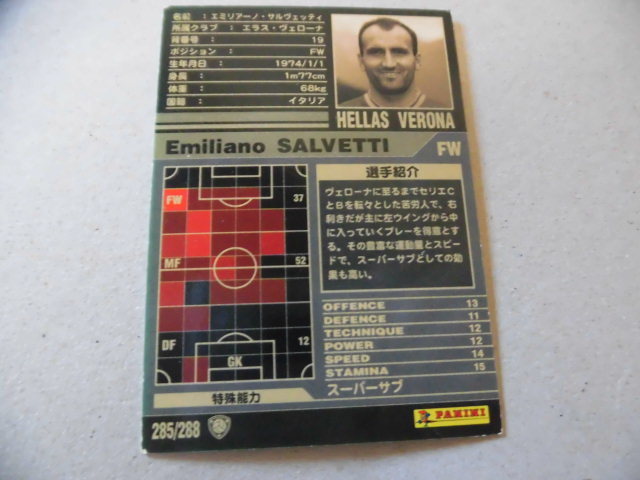 名前 : エミリアーノ・サルヴェッティ
所属クラブ : エラス・ヴェローナ
背番号 : 19
ポジション : FW
生年月日 : 1974/1/1
身長 : 1m77cm
体重 : 68kg
国籍 : イタリア
HELLAS VERONA
Emiliano SALVETTI FW
FW 37
MF 52
DF 12
GK
選手紹介
ヴェローナに至るまでセリエC
とBを転々とした苦労人で、右
利きだが主に左ウイングから中
に入っていくプレーを得意とす
る。その豊富な運動量とスピー
ドで、スーパーサブとしての効
果も高い。
OFFENCE 13
DEFENCE 11
TECHNIQUE 12
POWER 12
SPEED 14
STAMINA 15
特殊能力 スーパーサブ
285/288
PANINI